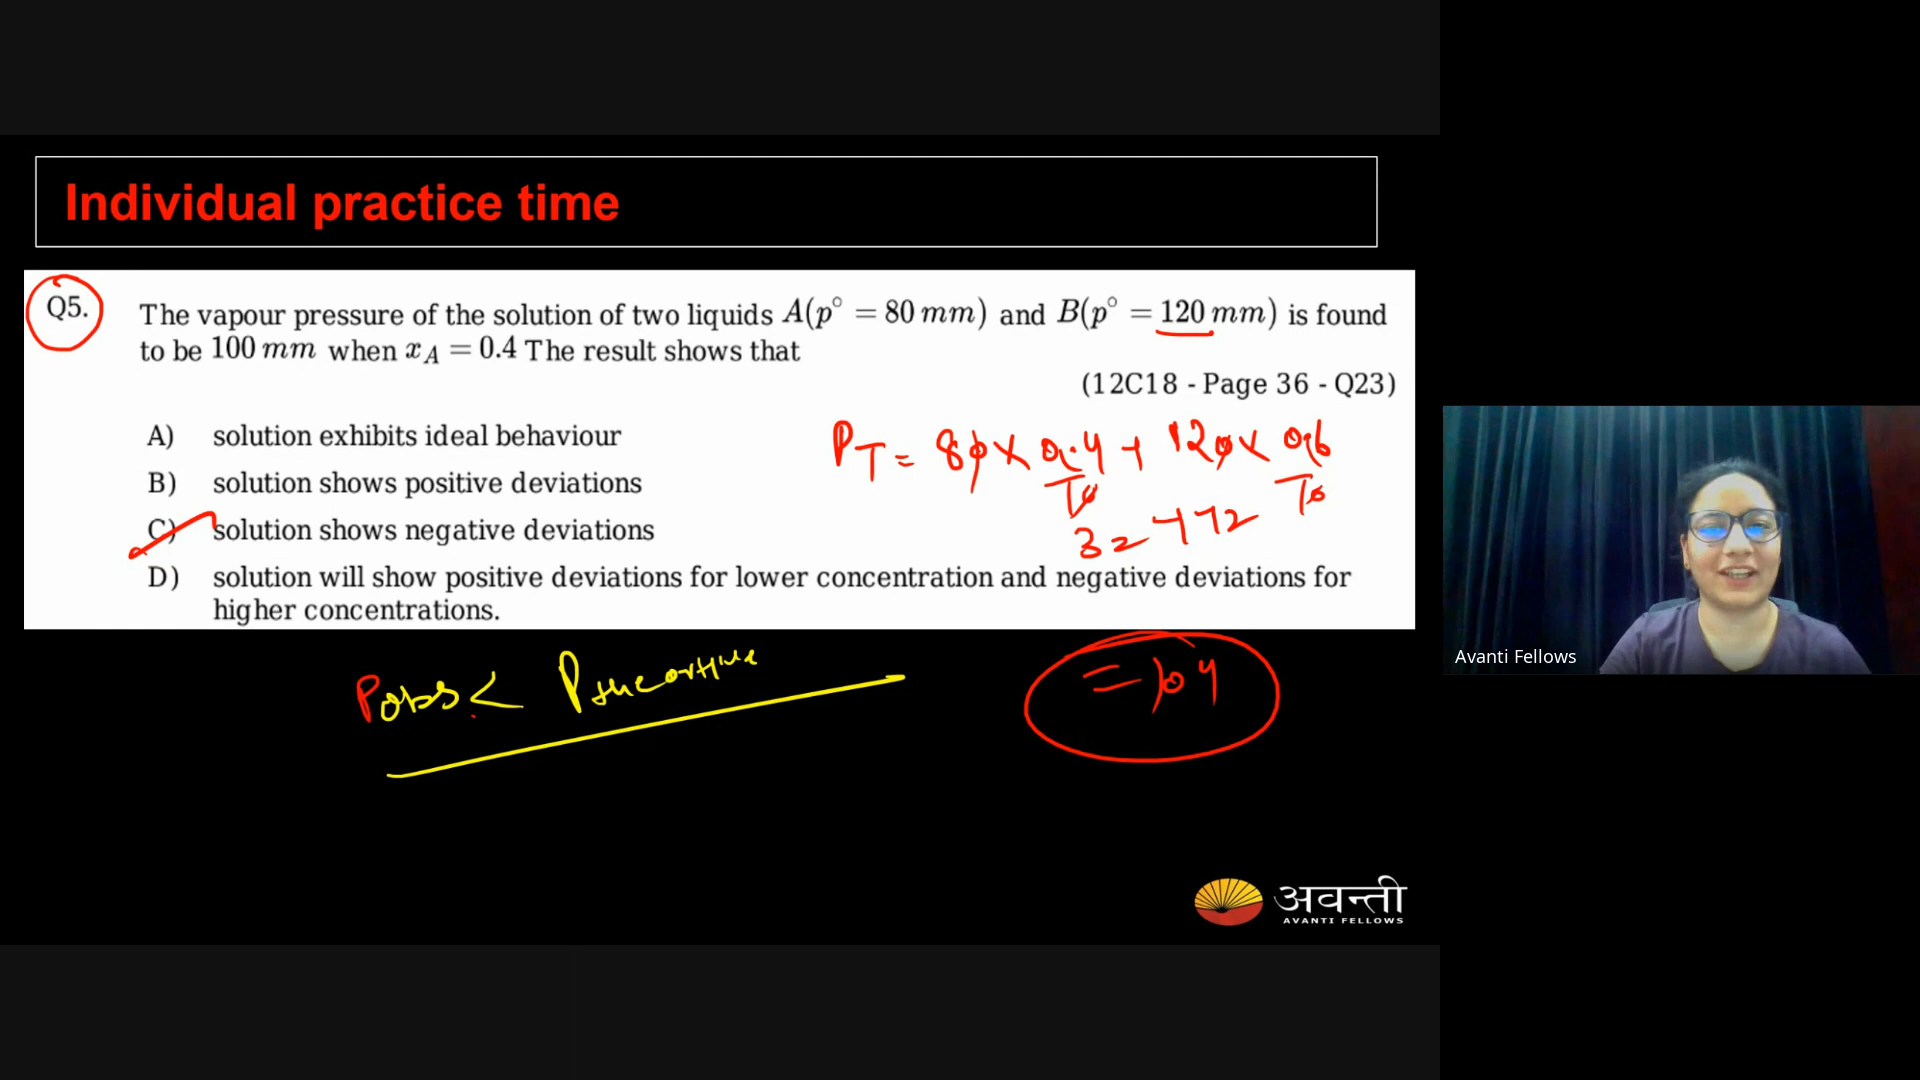 Individual practice time
Q5.
The vapour pressure of the solution of two liquids A(p° = 80 mm) and B(p° = 120 mm) is found
to be 100 mm when x_A = 0.4 The result shows that
(12C18 - Page 36 - Q23)
A) solution exhibits ideal behaviour
B) solution shows positive deviations
C) solution shows negative deviations
D) solution will show positive deviations for lower concentration and negative deviations for
higher concentrations.
P_T = 80 × 0.4 + 120 × 0.6
10 10
32 + 72
= 104
Pobs <
Avanti Fellows
अवन्ती
AVANTI FELLOWS